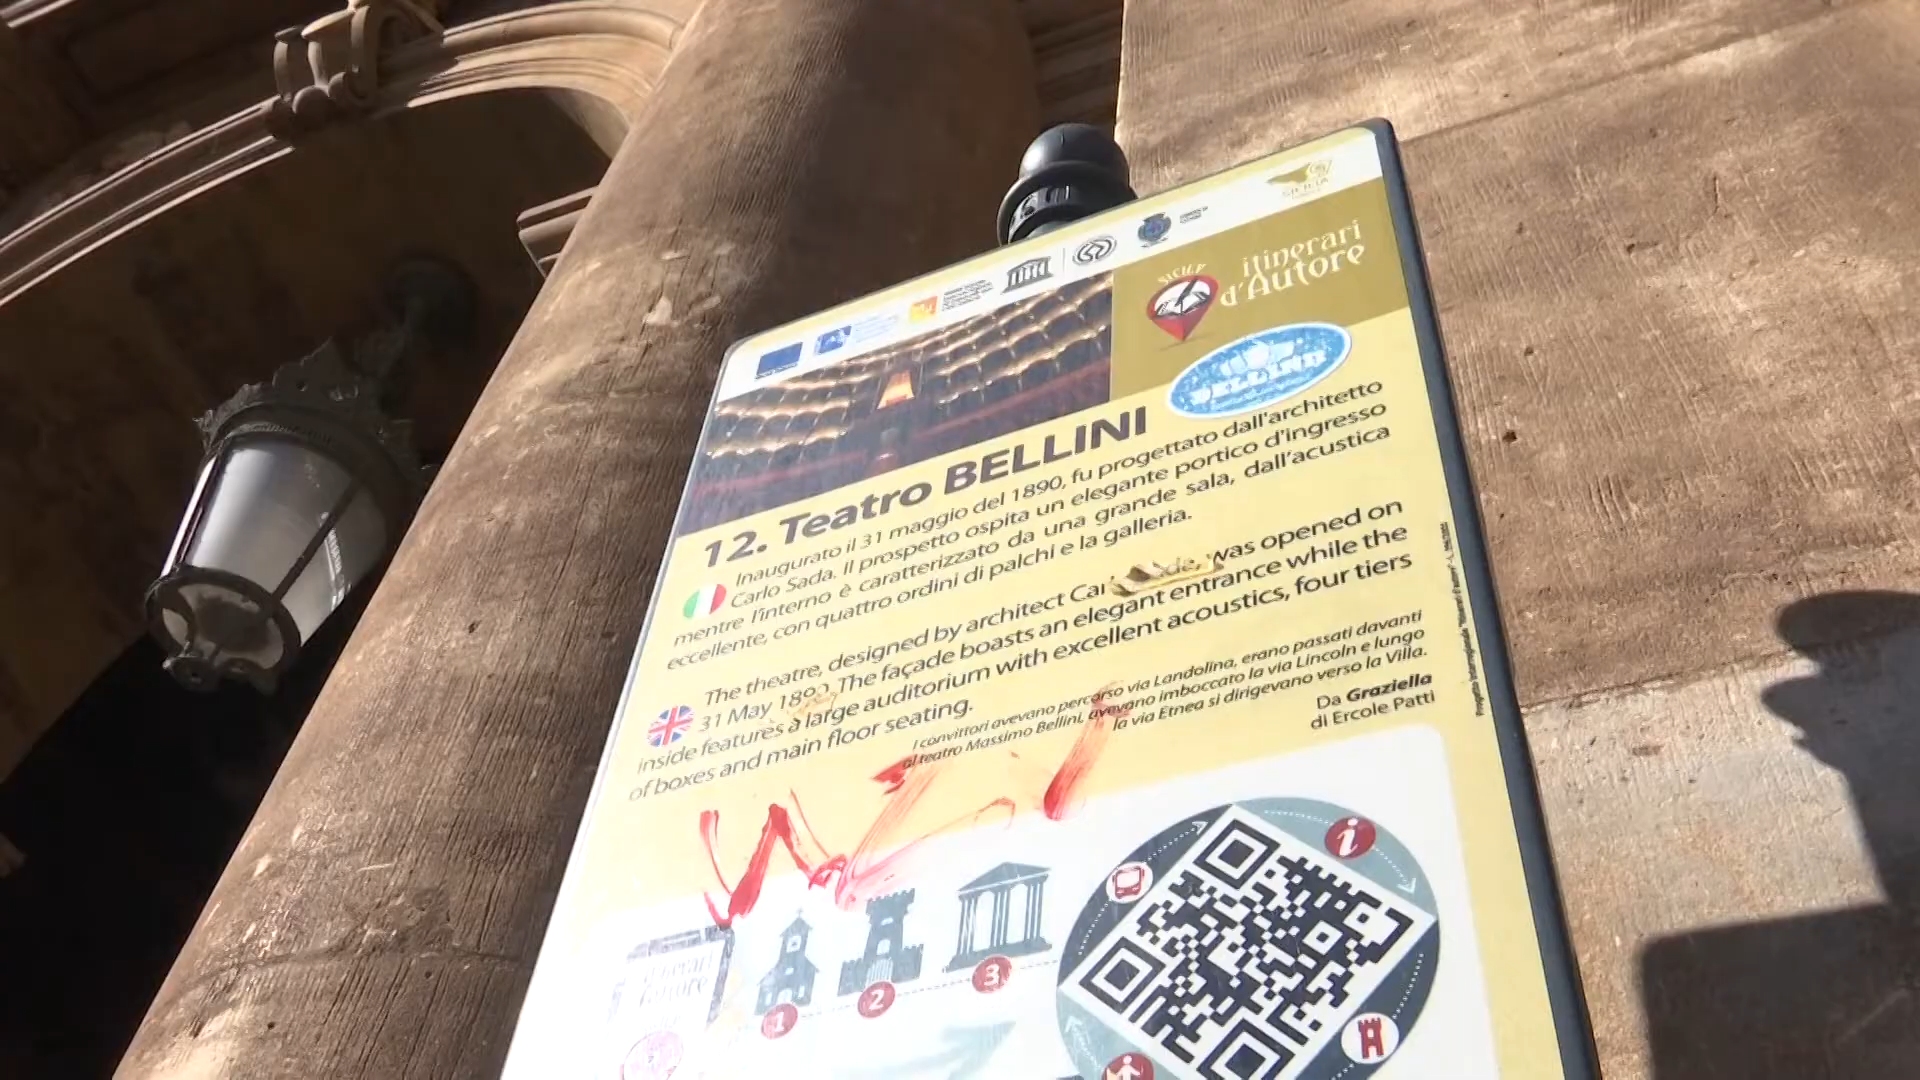 SICILY
itinerari
d'Autore
BELLINI
12. Teatro BELLINI
Inaugurato il 31 maggio del 1890, fu progettato dall'architetto
Carlo Sada. Il prospetto ospita un elegante portico d'ingresso
mentre l'interno è caratterizzato da una grande sala, dall'acustica
eccellente, con quattro ordini di palchi e la galleria.
The theatre, designed by architect was opened on
31 May The façade boasts an elegant entrance while the
inside features a large auditorium with excellent acoustics, four tiers
of boxes and main floor seating.
I convittori avevano percorso via Landolina, erano passati davanti
al teatro Massimo Bellini, avevano imboccato la via Lincoln e lungo
la via Etnea si dirigevano verso la Villa.
Da Graziella
di Ercole Patti
itinerari
d'Autore
1
2
3
i